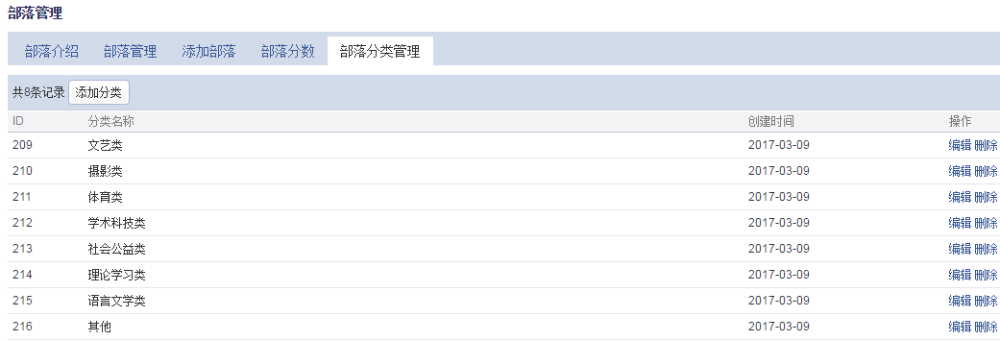 部落管理
部落介绍 部落管理 添加部落 部落分数 部落分类管理
共8条记录 添加分类
ID 分类名称 创建时间 操作
209 文艺类 2017-03-09 编辑 删除
210 摄影类 2017-03-09 编辑 删除
211 体育类 2017-03-09 编辑 删除
212 学术科技类 2017-03-09 编辑 删除
213 社会公益类 2017-03-09 编辑 删除
214 理论学习类 2017-03-09 编辑 删除
215 语言文学类 2017-03-09 编辑 删除
216 其他 2017-03-09 编辑 删除